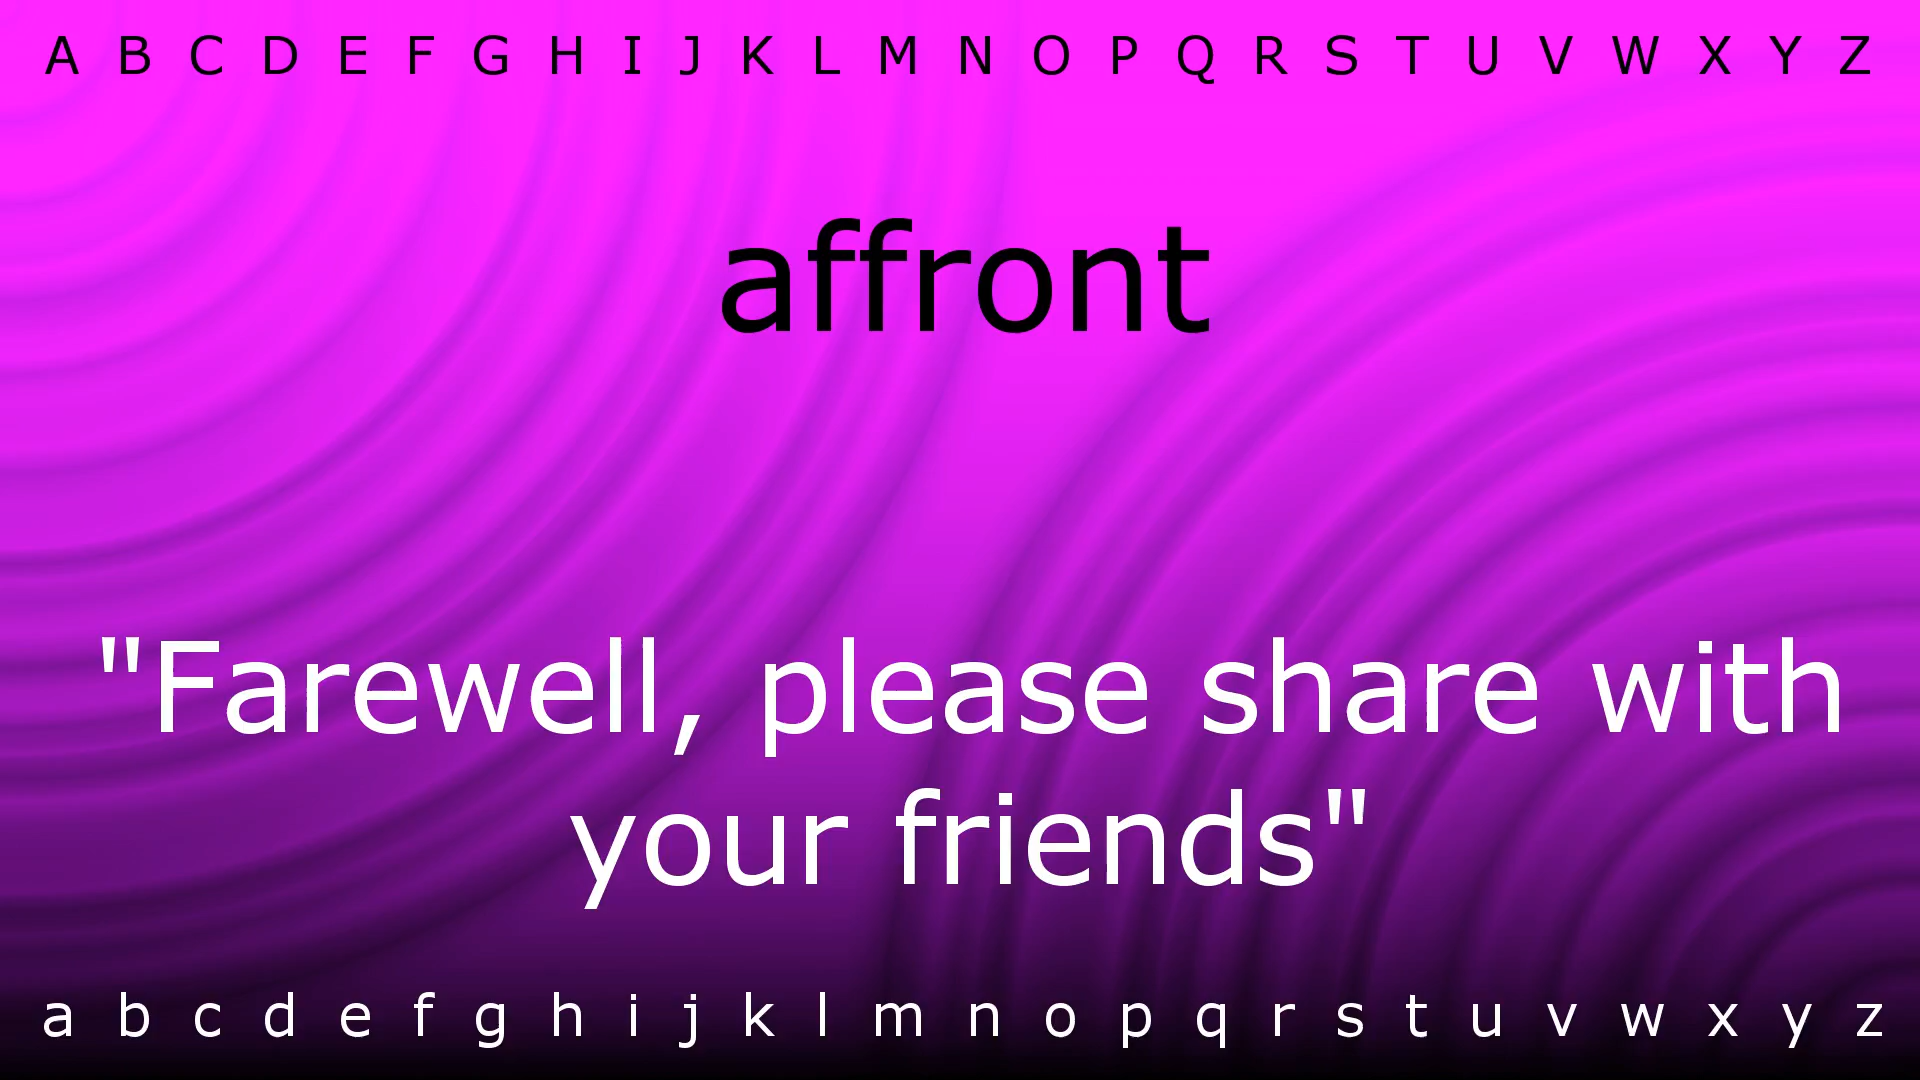 A B C D E F G H I J K L M N O P Q R S T U V W X Y Z
affront
"Farewell, please share with
your friends"
a b c d e f g h i j k l m n o p q r s t u v w x y z